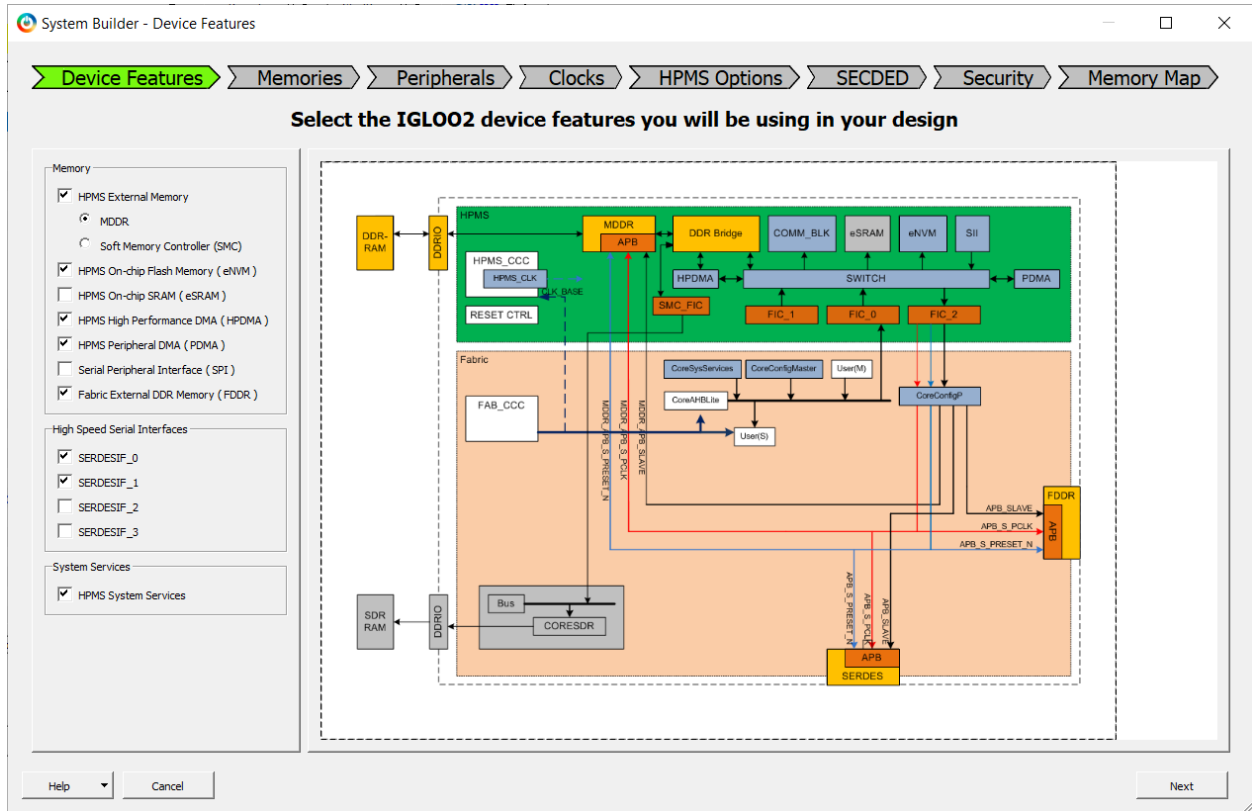 System Builder - Device Features
Device Features
Memories
Peripherals
Clocks
HPMS Options
SECDED
Security
Memory Map
Select the IGLOO2 device features you will be using in your design
Memory
HPMS External Memory
MDDR
Soft Memory Controller (SMC)
HPMS On-chip Flash Memory ( eNVM )
HPMS On-chip SRAM ( eSRAM )
HPMS High Performance DMA ( HPDMA )
HPMS Peripheral DMA ( PDMA )
Serial Peripheral Interface ( SPI )
Fabric External DDR Memory ( FDDR )
High Speed Serial Interfaces
SERDESIF_0
SERDESIF_1
SERDESIF_2
SERDESIF_3
System Services
HPMS System Services
DDR-
RAM
DDRIO
HPMS
MDDR
APB
DDR Bridge
COMM_BLK
eSRAM
eNVM
SII
HPMS_CCC
HPMS_CLK
CLK_BASE
RESET CTRL
HPDMA
SWITCH
PDMA
SMC_FIC
FIC_1
FIC_0
FIC_2
Fabric
CoreSysServices
CoreConfigMaster
User(M)
CoreAHBLite
CoreConfigP
FAB_CCC
User(S)
MDDR_APB_S_PRESET_N
MDDR_APB_S_PCLK
MDDR_APB_SLAVE
FDDR
APB
APB_SLAVE
APB_S_PCLK
APB_S_PRESET_N
SDR
RAM
DDRIO
Bus
CORESDR
APB_S_PRESET_N
APB_S_PCLK
APB_SLAVE
APB
SERDES
Help
Cancel
Next